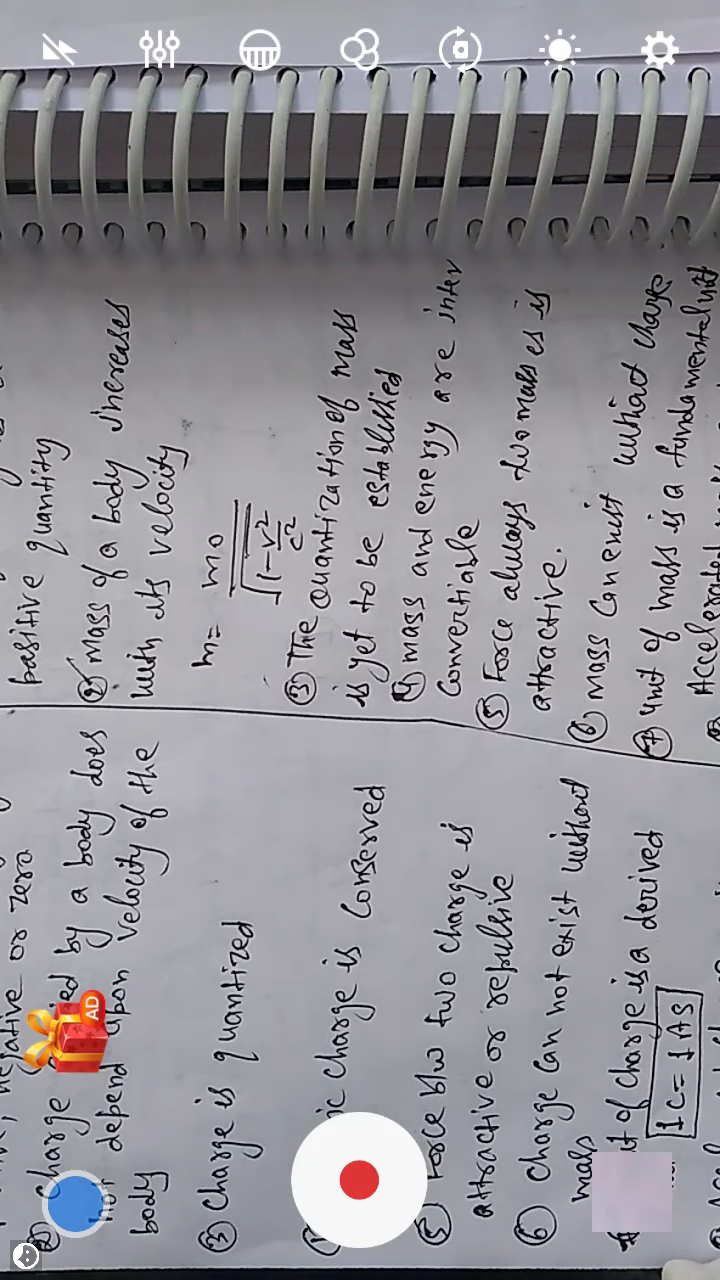 , negative or zero
② Charge by a body does
not depend upon velocity of the
body
③ Charge is quantized
charge is conserved
⑤ Force b/w two charge is
attractive or repulsive
⑥ Charge can not exist without
mass
of charge is a derived
1C = 1AS
positive quantity
② Mass of a body increases
with its velocity
m = m0 / √1-v²/c²
③ The quantization of mass
is yet to be established
④ mass and energy are inter
convertiable
⑤ Force always two masses is
attractive.
⑥ mass can exist without charge
⑦ unit of mass is a fundamental unit
Accelerated
AD